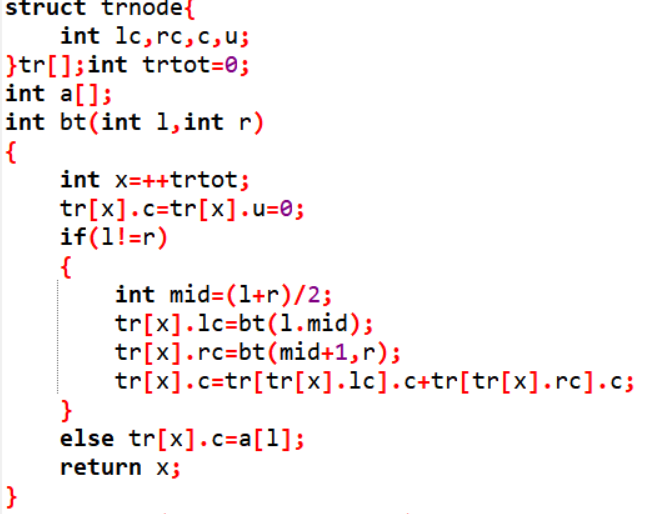 struct trnode{
    int lc,rc,c,u;
}tr[];int trtot=0;
int a[];
int bt(int l,int r)
{
    int x=++trtot;
    tr[x].c=tr[x].u=0;
    if(l!=r)
    {
        int mid=(l+r)/2;
        tr[x].lc=bt(l.mid);
        tr[x].rc=bt(mid+1,r);
        tr[x].c=tr[tr[x].lc].c+tr[tr[x].rc].c;
    }
    else tr[x].c=a[l];
    return x;
}